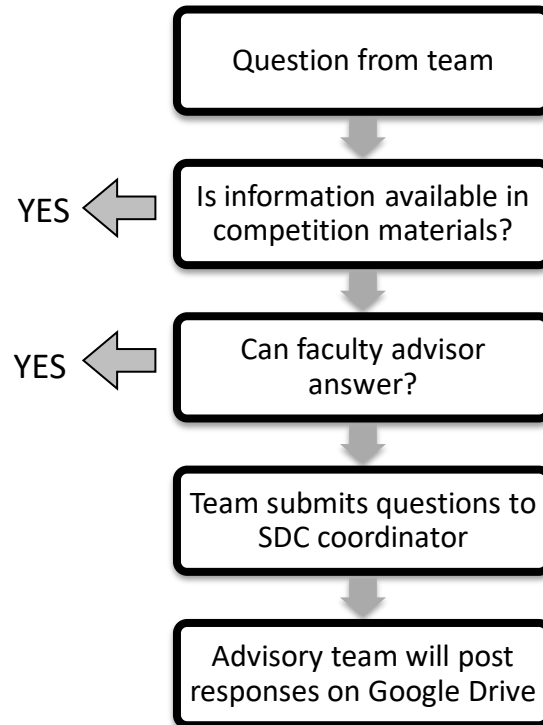 Question from team
YES
Is information available in
competition materials?
YES
Can faculty advisor
answer?
Team submits questions to
SDC coordinator
Advisory team will post
responses on Google Drive